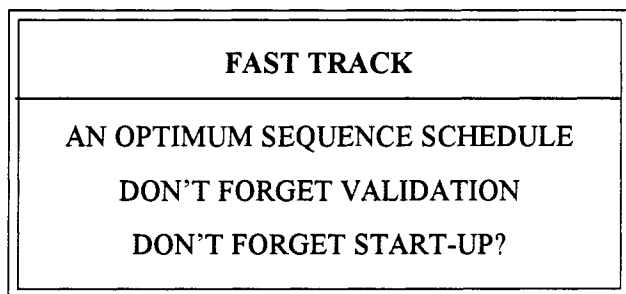 FAST TRACK
AN OPTIMUM SEQUENCE SCHEDULE
DON'T FORGET VALIDATION
DON'T FORGET START-UP?